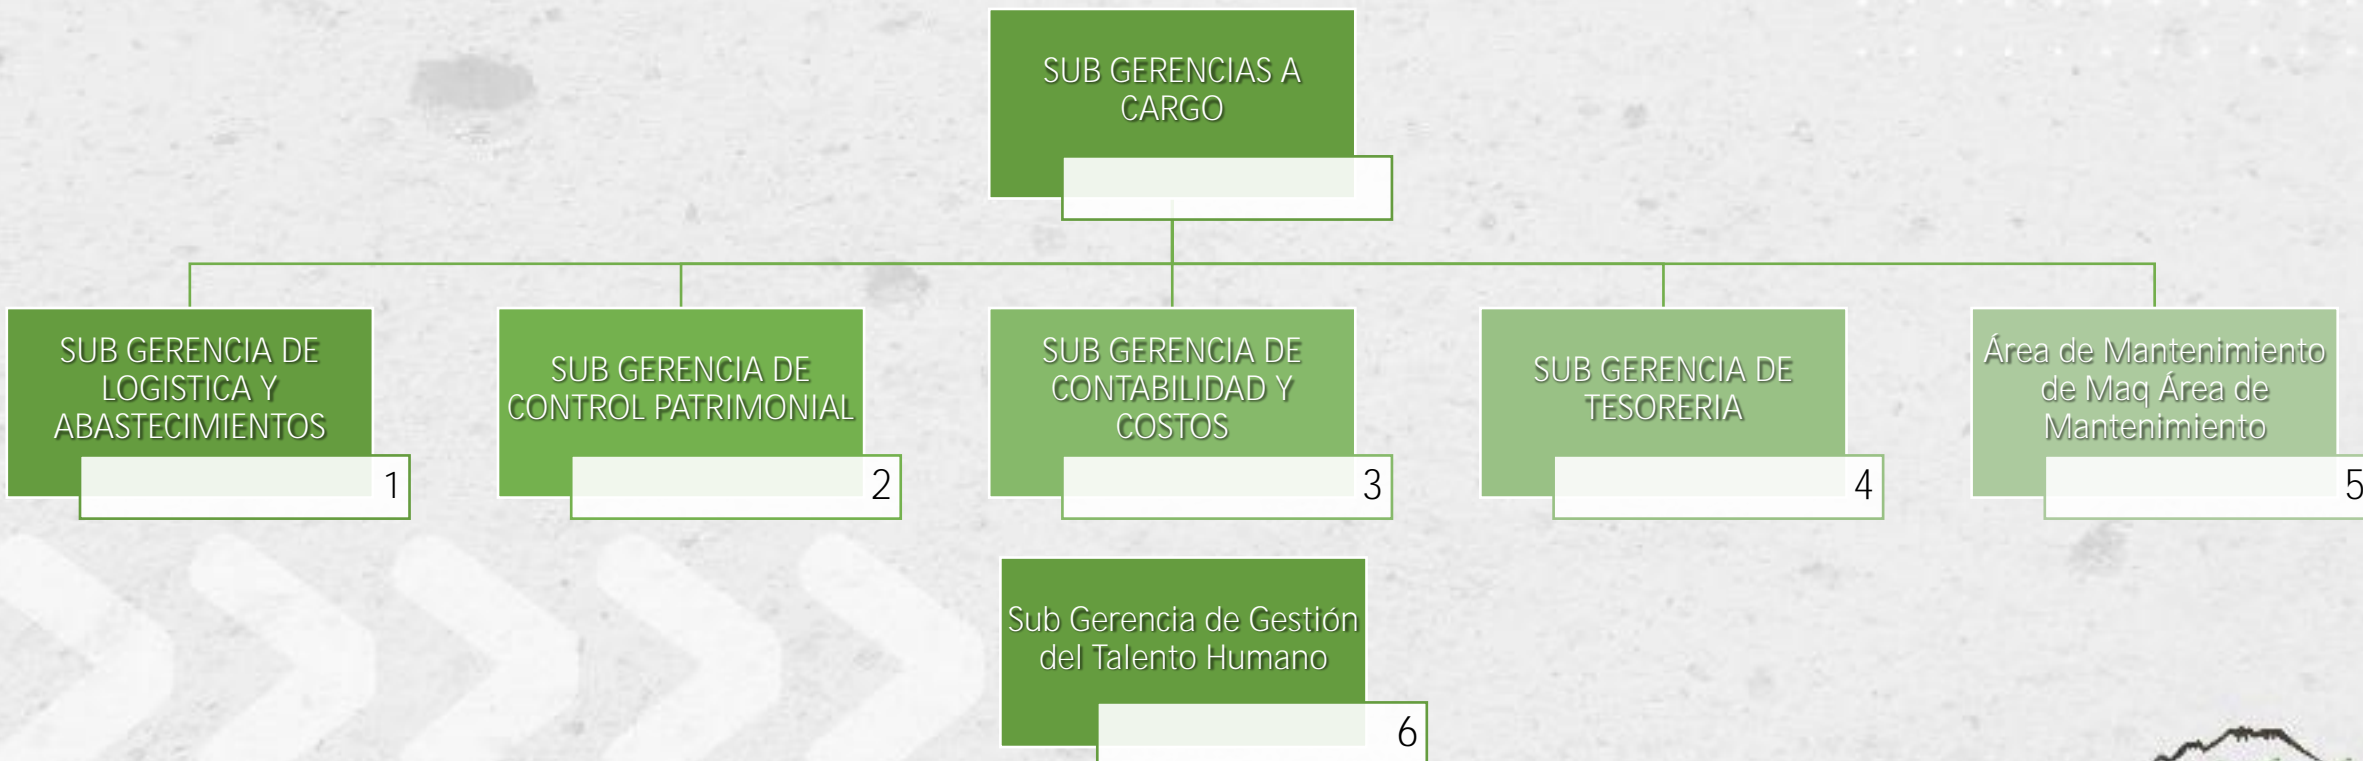 SUB GERENCIAS A
CARGO
SUB GERENCIA DE
LOGISTICA Y
ABASTECIMIENTOS
1
SUB GERENCIA DE
CONTROL PATRIMONIAL
2
SUB GERENCIA DE
CONTABILIDAD Y
COSTOS
3
SUB GERENCIA DE
TESORERIA
4
Área de Mantenimiento
de Maq Área de
Mantenimiento
5
Sub Gerencia de Gestión
del Talento Humano
6